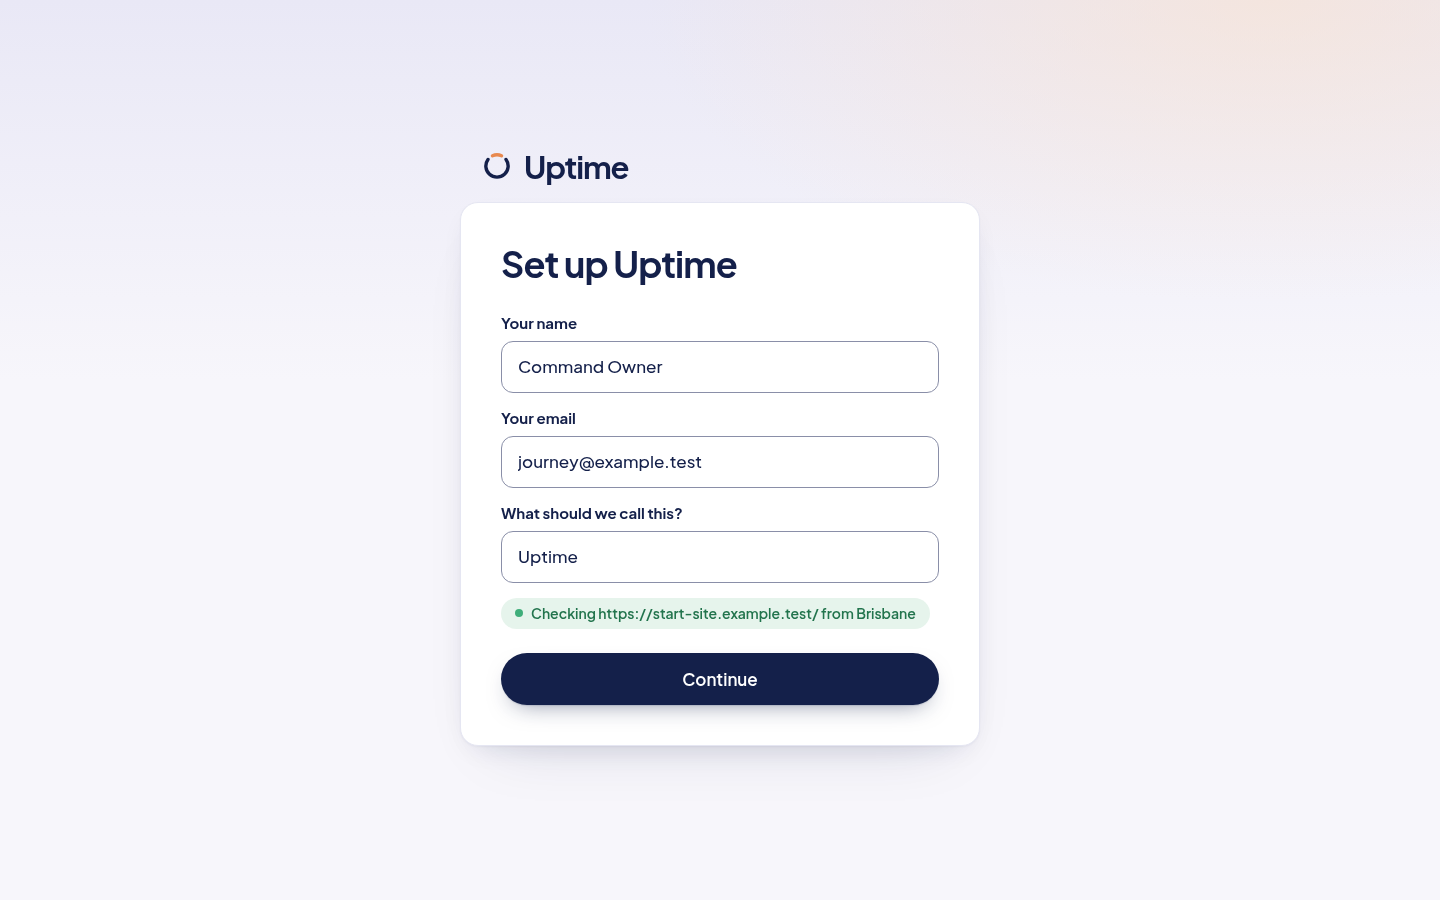 Uptime
Set up Uptime
Your name
Command Owner
Your email
journey@example.test
What should we call this?
Uptime
Checking https://start-site.example.test/ from Brisbane
Continue